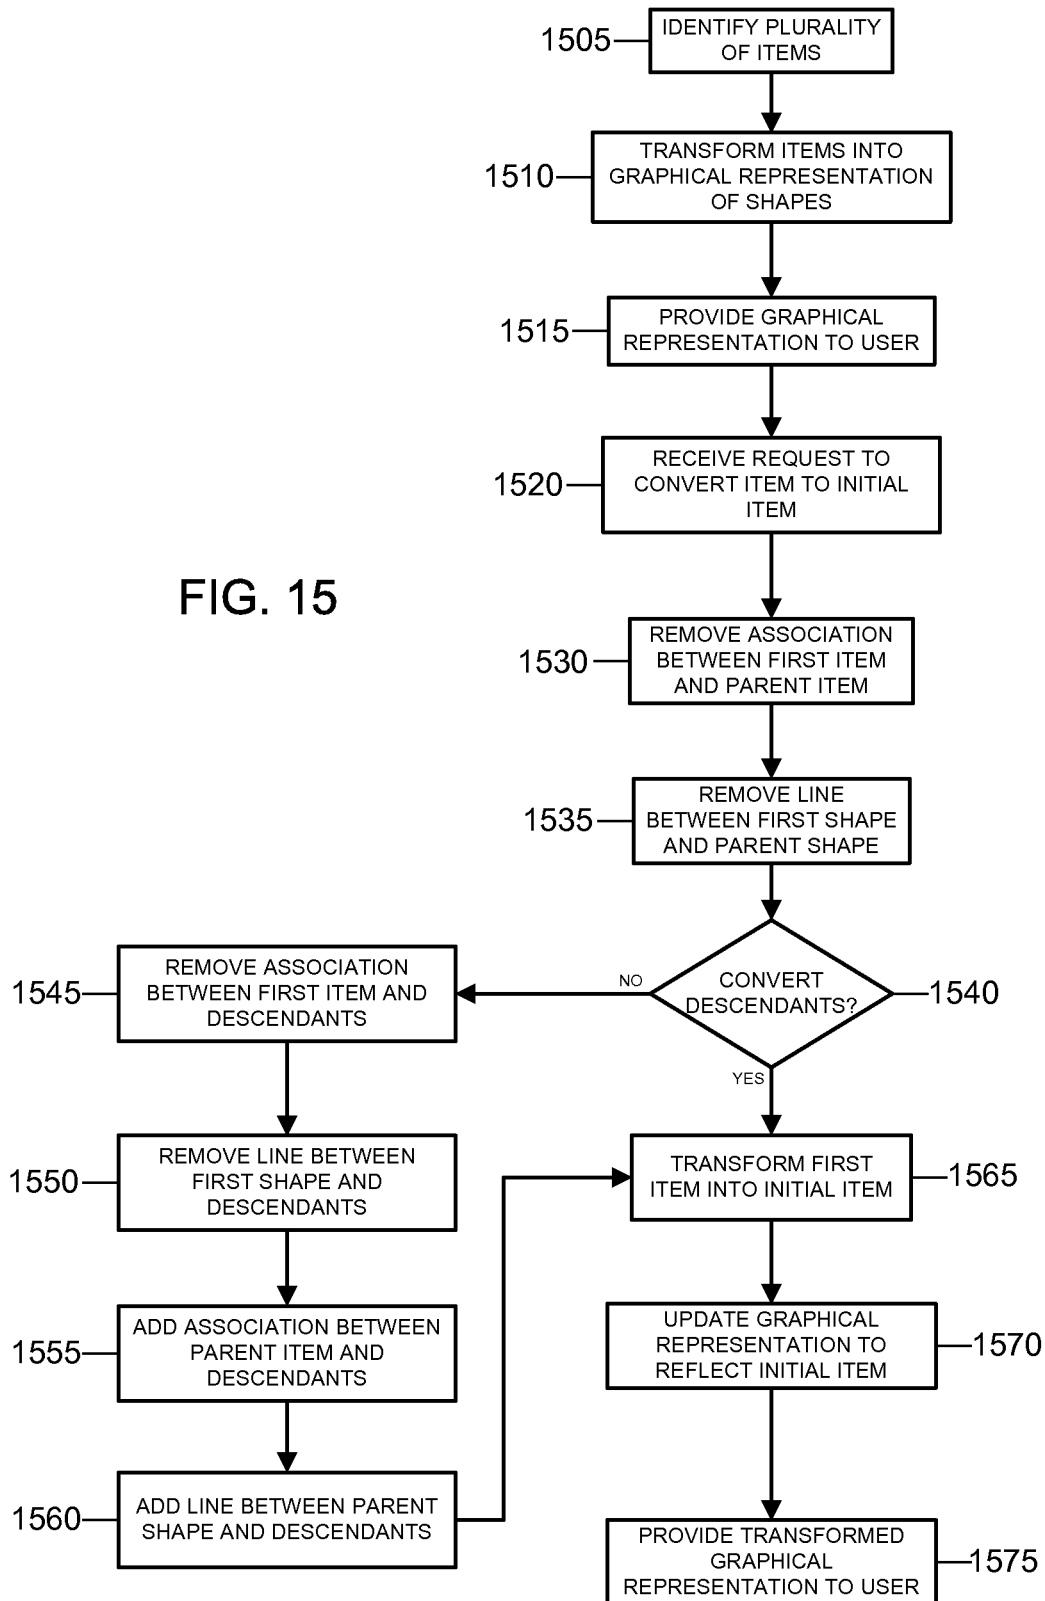 1505
IDENTIFY PLURALITY
OF ITEMS
1510
TRANSFORM ITEMS INTO
GRAPHICAL REPRESENTATION
OF SHAPES
1515
PROVIDE GRAPHICAL
REPRESENTATION TO USER
1520
RECEIVE REQUEST TO
CONVERT ITEM TO INITIAL
ITEM
FIG. 15
1530
REMOVE ASSOCIATION
BETWEEN FIRST ITEM
AND PARENT ITEM
1535
REMOVE LINE
BETWEEN FIRST SHAPE
AND PARENT SHAPE
CONVERT
DESCENDANTS?
1540
NO
YES
1545
REMOVE ASSOCIATION
BETWEEN FIRST ITEM AND
DESCENDANTS
1550
REMOVE LINE BETWEEN
FIRST SHAPE AND
DESCENDANTS
1555
ADD ASSOCIATION BETWEEN
PARENT ITEM AND
DESCENDANTS
1560
ADD LINE BETWEEN PARENT
SHAPE AND DESCENDANTS
TRANSFORM FIRST
ITEM INTO INITIAL ITEM
1565
UPDATE GRAPHICAL
REPRESENTATION TO
REFLECT INITIAL ITEM
1570
PROVIDE TRANSFORMED
GRAPHICAL
REPRESENTATION TO USER
1575